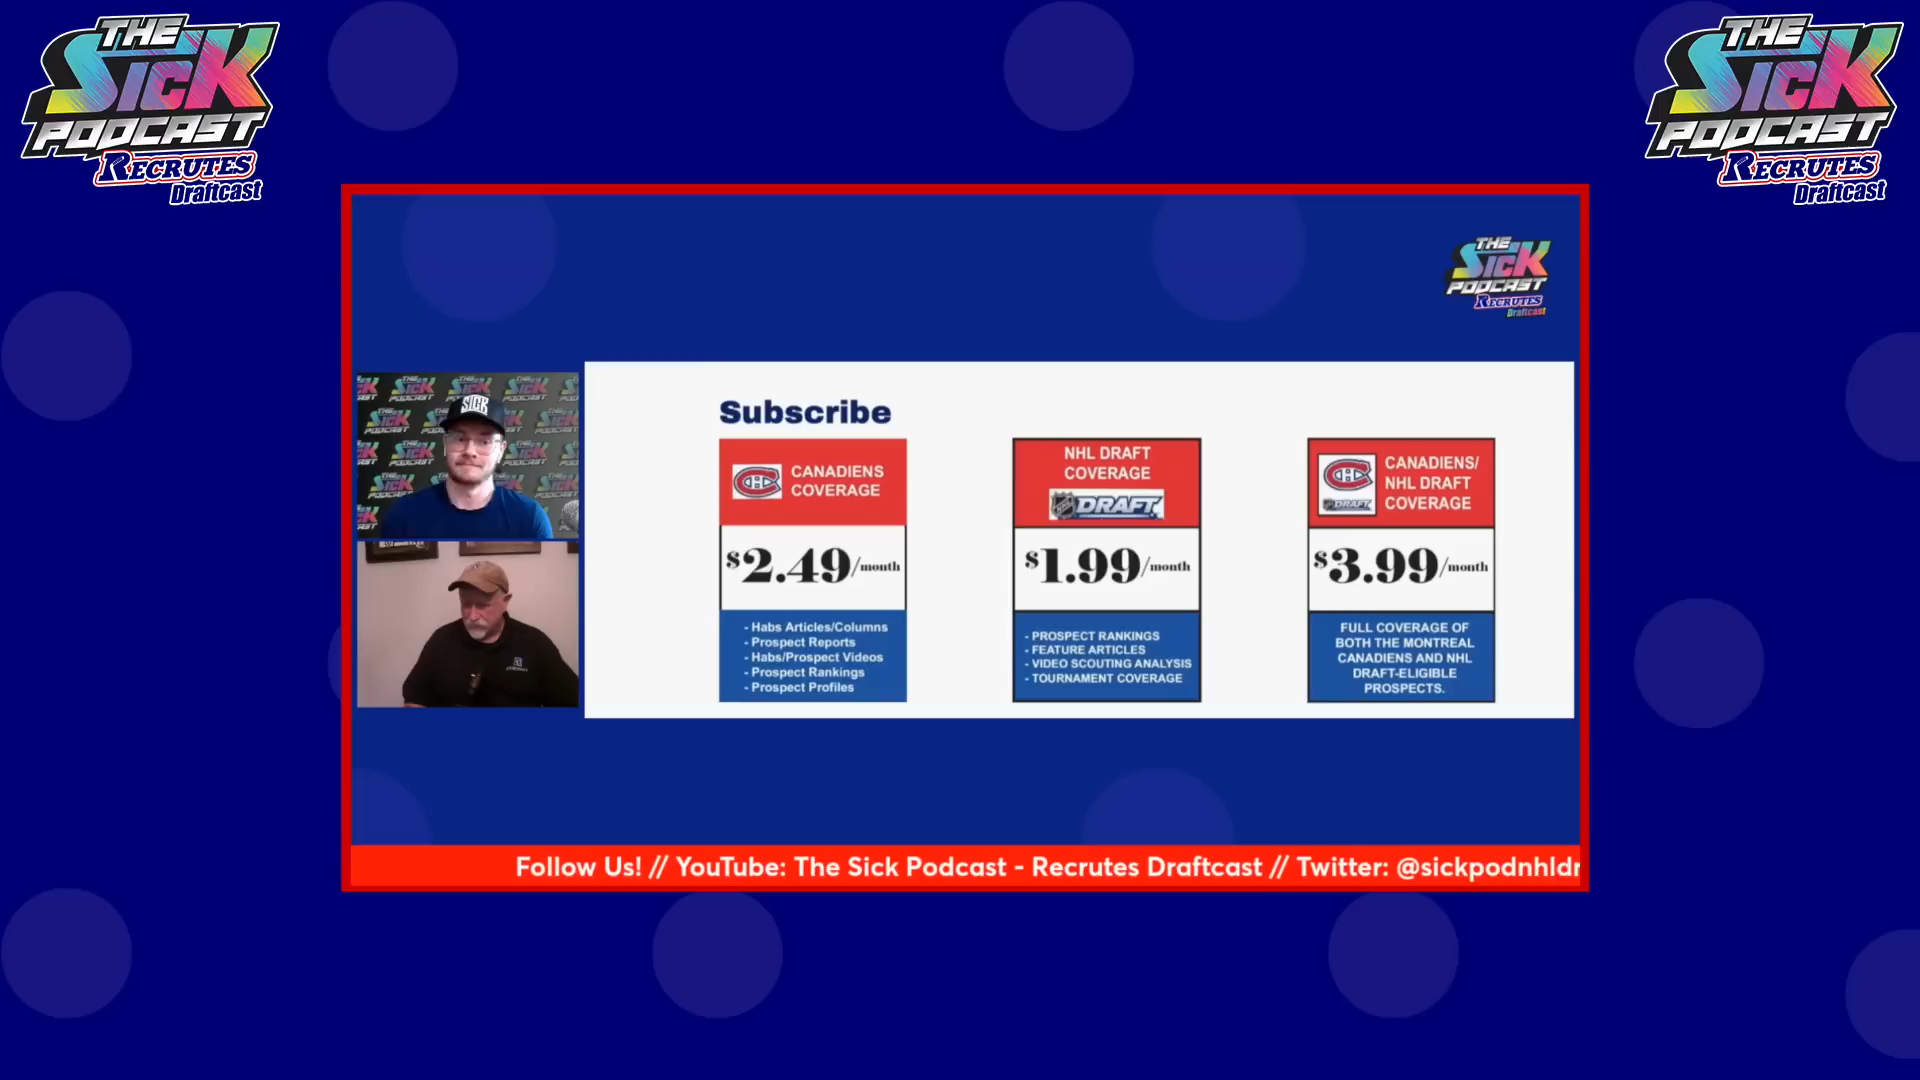 THE
SICK
PODCAST
RECRUTES
Draftcast
THE
SICK
PODCAST
RECRUTES
Draftcast
THE
SICK
PODCAST
RECRUTES
Draftcast
SICK
Subscribe
CANADIENS
COVERAGE
$2.49/month
- Habs Articles/Columns
- Prospect Reports
- Habs/Prospect Videos
- Prospect Rankings
- Prospect Profiles
NHL DRAFT
COVERAGE
DRAFT
$1.99/month
- PROSPECT RANKINGS
- FEATURE ARTICLES
- VIDEO SCOUTING ANALYSIS
- TOURNAMENT COVERAGE
CANADIENS/
NHL DRAFT
COVERAGE
DRAFT
$3.99/month
FULL COVERAGE OF
BOTH THE MONTREAL
CANADIENS AND NHL
DRAFT-ELIGIBLE
PROSPECTS.
Follow Us! // YouTube: The Sick Podcast - Recrutes Draftcast // Twitter: @sickpodnhldr